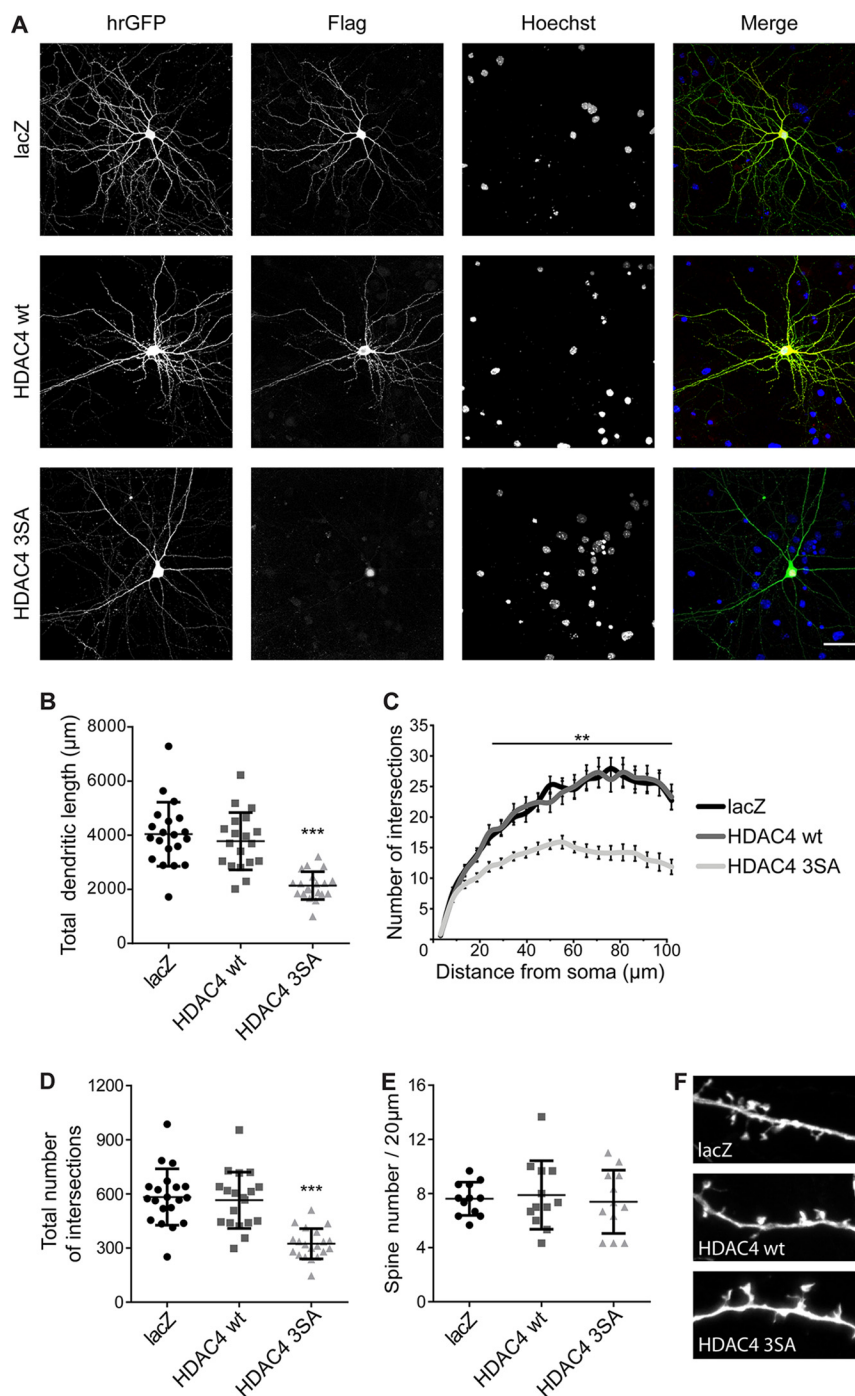 A
hrGFP
Flag
Hoechst
Merge
lacZ
HDAC4 wt
HDAC4 3SA
B
Total dendritic length (µm)
8000
6000
4000
2000
0
***
lacZ
HDAC4 wt
HDAC4 3SA
C
Number of intersections
35
30
25
20
15
10
5
**
0
20
40
60
80
100
Distance from soma (µm)
lacZ
HDAC4 wt
HDAC4 3SA
D
Total number
of intersections
1200
900
600
300
0
***
lacZ
HDAC4 wt
HDAC4 3SA
E
Spine number / 20µm
16
12
8
4
0
lacZ
HDAC4 wt
HDAC4 3SA
F
lacZ
HDAC4 wt
HDAC4 3SA